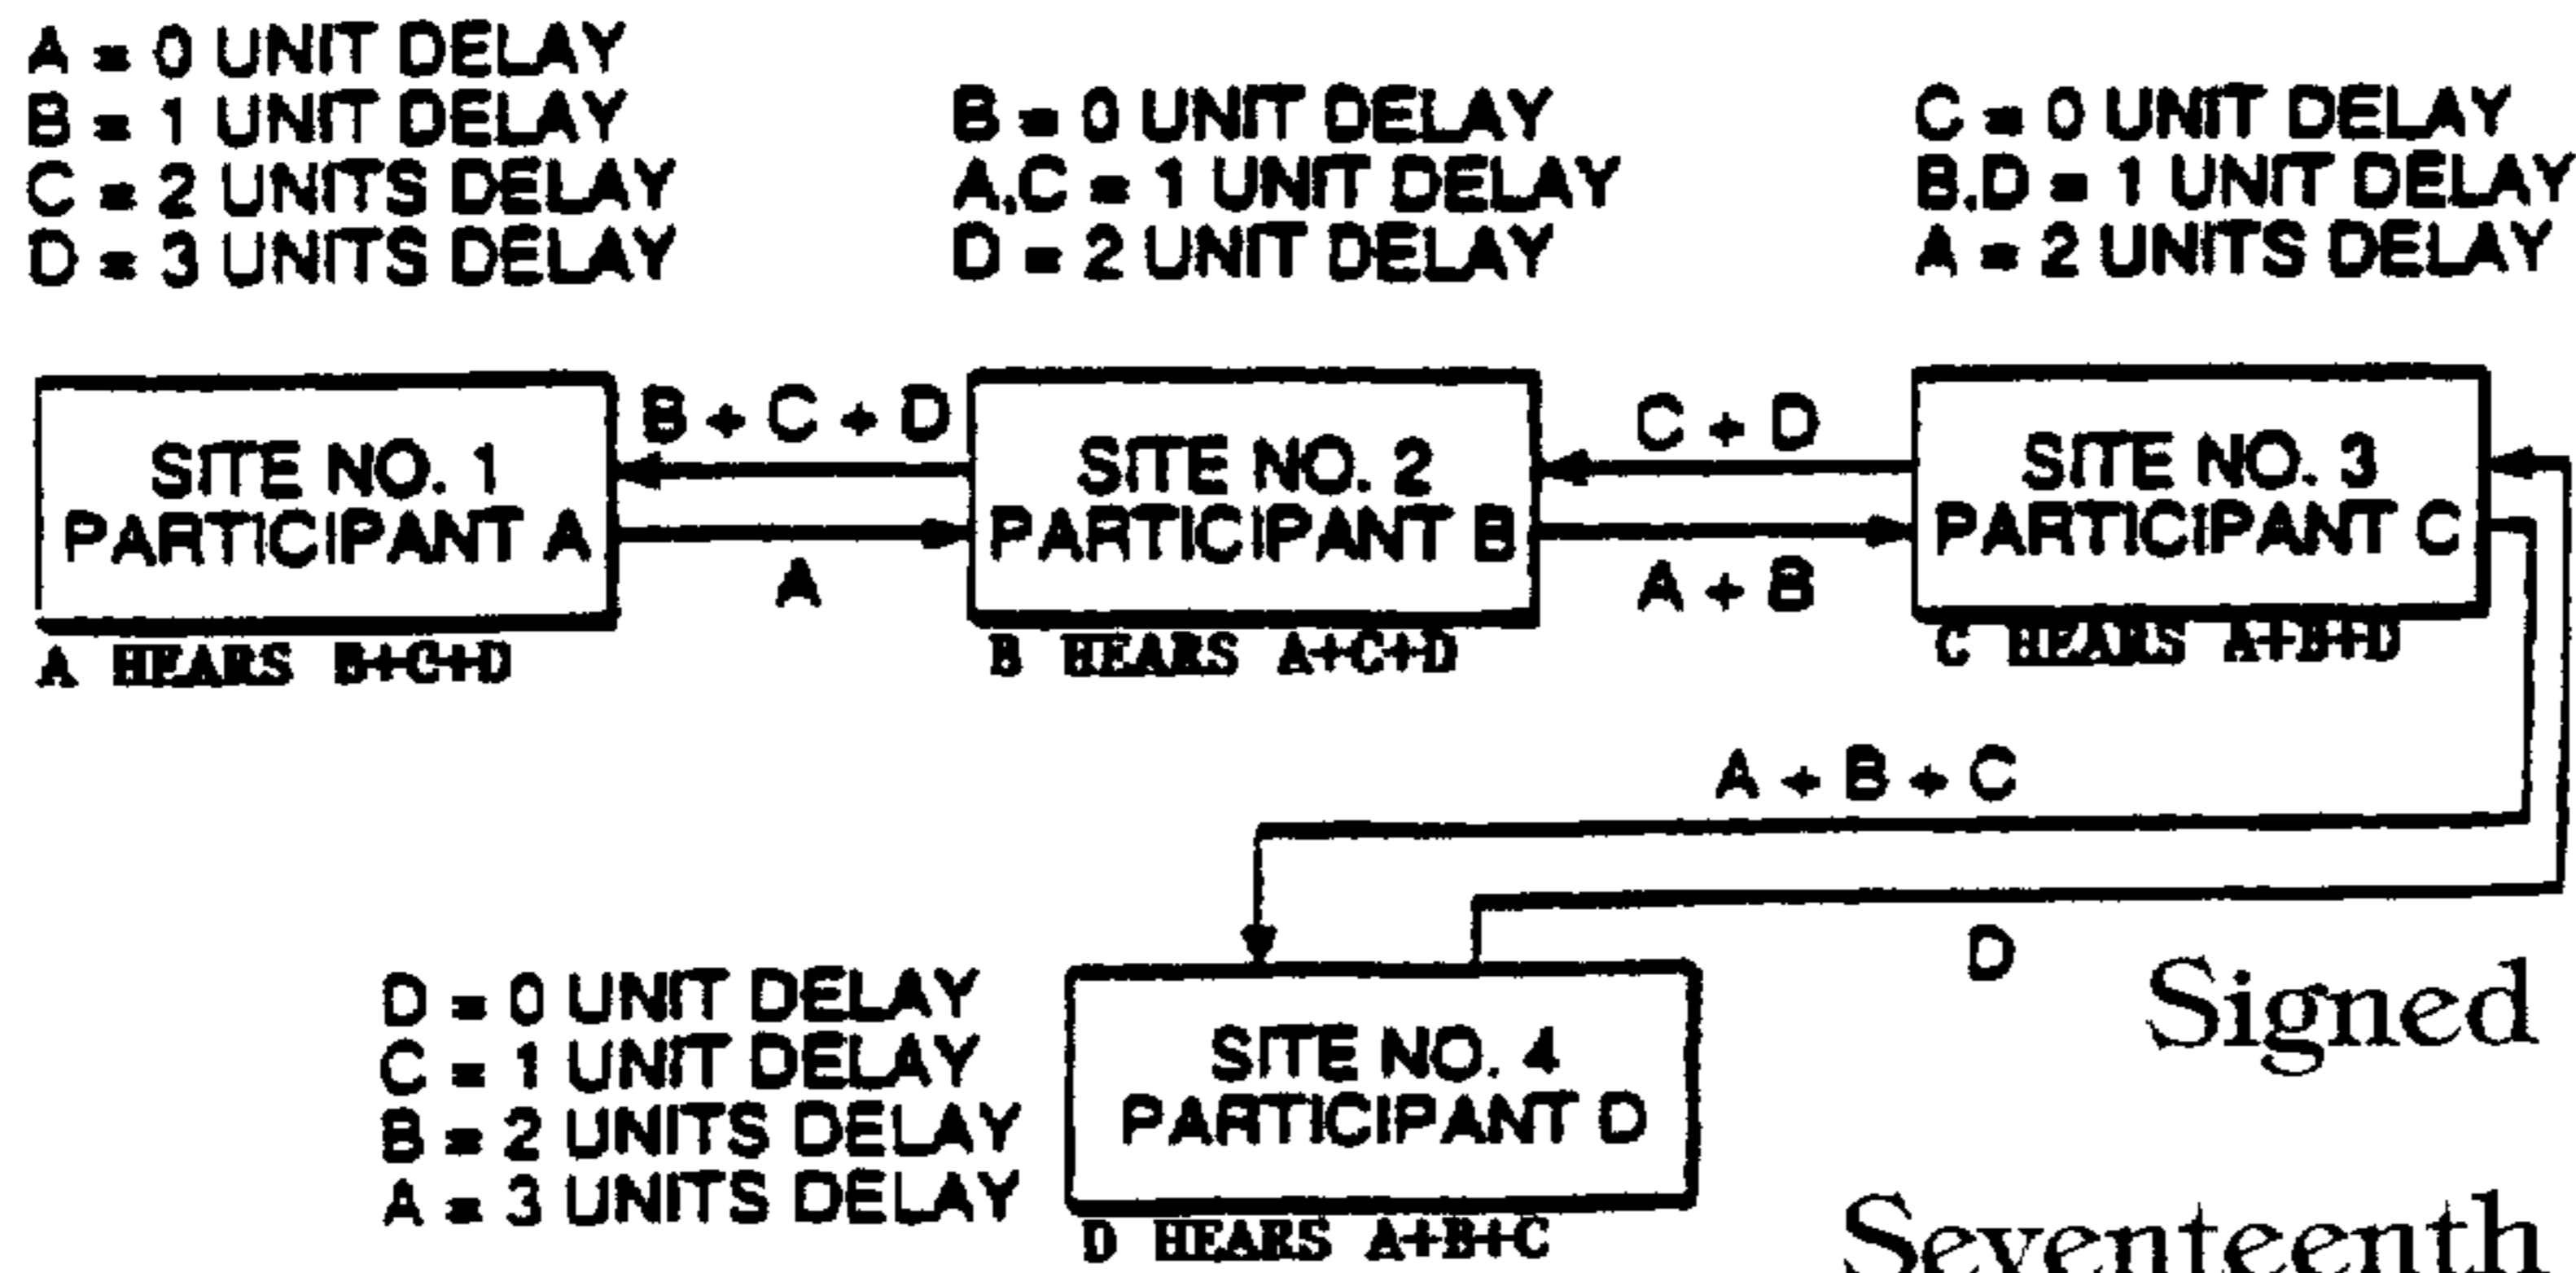 A = 0 UNIT DELAY
B = 1 UNIT DELAY
C = 2 UNITS DELAY
D = 3 UNITS DELAY
B = 0 UNIT DELAY
A,C = 1 UNIT DELAY
D = 2 UNIT DELAY
C = 0 UNIT DELAY
B,D = 1 UNIT DELAY
A = 2 UNITS DELAY
SITE NO. 1
PARTICIPANT A
B + C + D
A
SITE NO. 2
PARTICIPANT B
C + D
A + B
SITE NO. 3
PARTICIPANT C
A HEARS B+C+D
B HEARS A+C+D
C HEARS A+B+D
A + B + C
D
D = 0 UNIT DELAY
C = 1 UNIT DELAY
B = 2 UNITS DELAY
A = 3 UNITS DELAY
SITE NO. 4
PARTICIPANT D
D HEARS A+B+C
Signed
Seventeenth